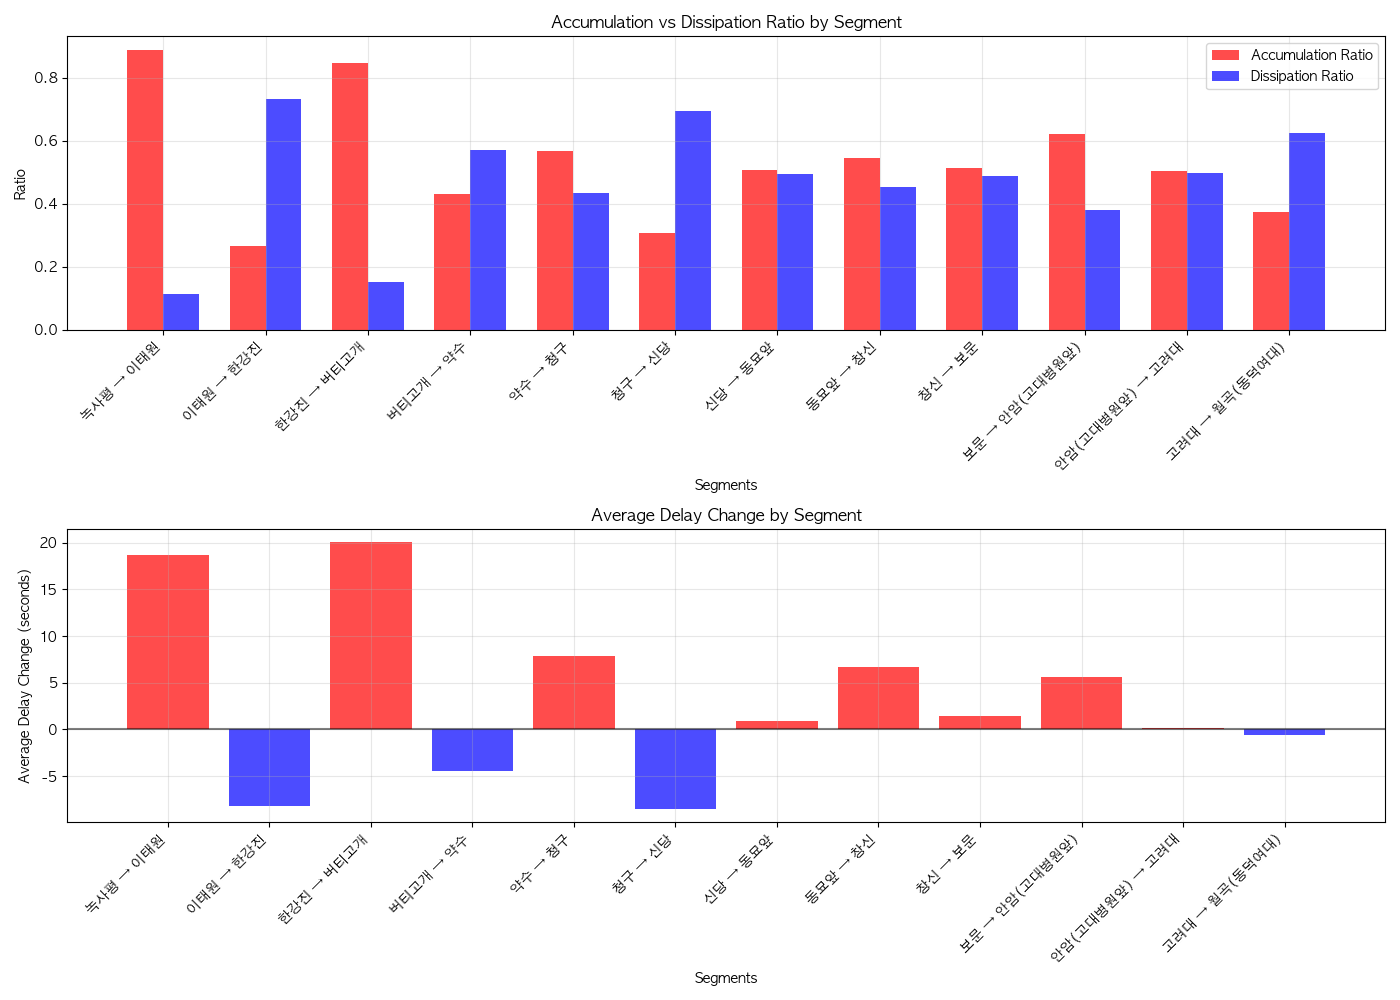 Accumulation vs Dissipation Ratio by Segment
Accumulation Ratio
Dissipation Ratio
Ratio
0.8
0.6
0.4
0.2
0.0
녹사평 → 이태원
이태원 → 한강진
한강진 → 버티고개
버티고개 → 약수
약수 → 청구
청구 → 신당
신당 → 동묘앞
동묘앞 → 창신
창신 → 보문
보문 → 안암(고대병원앞)
안암(고대병원앞) → 고려대
고려대 → 월곡(동덕여대)
Segments
Average Delay Change by Segment
Average Delay Change (seconds)
20
15
10
5
0
-5
녹사평 → 이태원
이태원 → 한강진
한강진 → 버티고개
버티고개 → 약수
약수 → 청구
청구 → 신당
신당 → 동묘앞
동묘앞 → 창신
창신 → 보문
보문 → 안암(고대병원앞)
안암(고대병원앞) → 고려대
고려대 → 월곡(동덕여대)
Segments